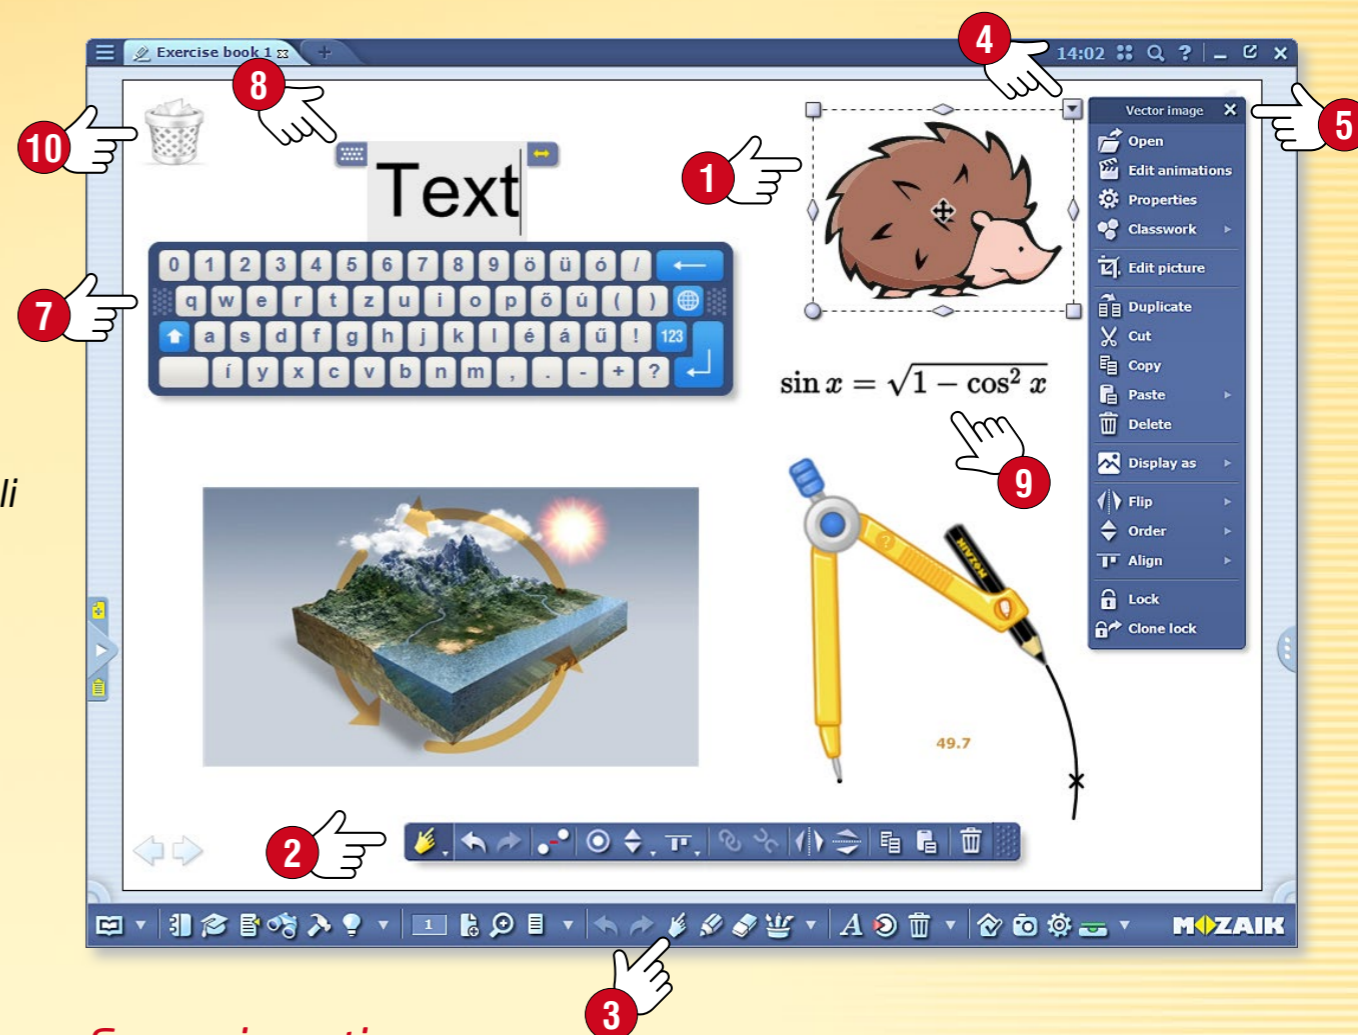 Exercise book 1
+
14:02
?
4
8
10
5
Vector image
Open
Edit animations
Properties
Classwork
Edit picture
Duplicate
Cut
Copy
Paste
Delete
Display as
Flip
Order
Align
Lock
Clone lock
1
Text
0 1 2 3 4 5 6 7 8 9 ö ü ó /
q w e r t z u i o p ő ú ( )
a s d f g h j k l é á ű ! 123
í y x c v b n m , . - + ?
7
sin x = √1 − cos² x
9
li
MOZAIK
49.7
2
1
A
MOZAIK
3